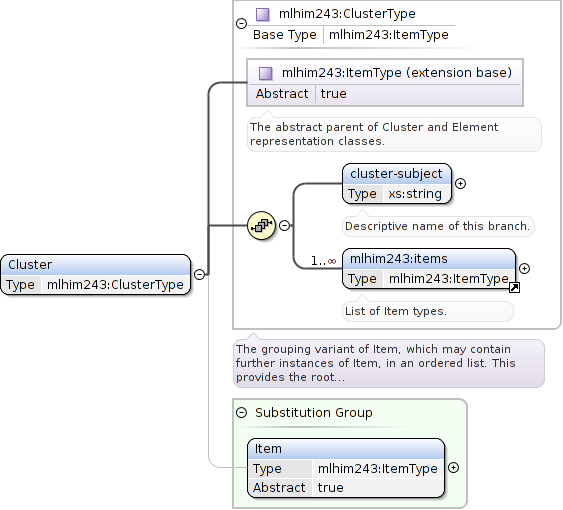 mlhim243:ClusterType
Base Type mlhim243:ItemType
mlhim243:ItemType (extension base)
Abstract true
The abstract parent of Cluster and Element
representation classes.
cluster-subject
Type xs:string
Descriptive name of this branch.
1..∞
mlhim243:items
Type mlhim243:ItemType
List of Item types.
Cluster
Type mlhim243:ClusterType
The grouping variant of Item, which may contain
further instances of Item, in an ordered list. This
provides the root...
Substitution Group
Item
Type mlhim243:ItemType
Abstract true